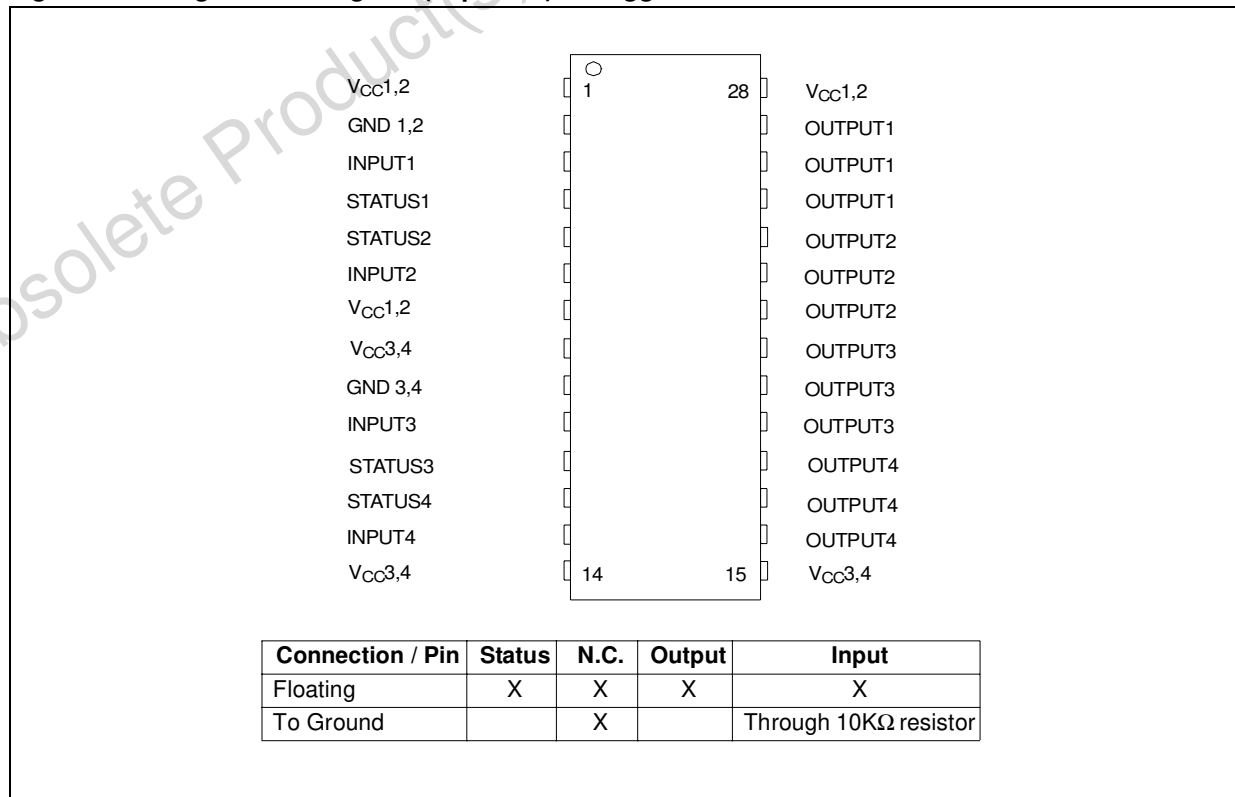 VCC1,2 1 28 VCC1,2
GND 1,2 OUTPUT1
INPUT1 OUTPUT1
STATUS1 OUTPUT1
STATUS2 OUTPUT2
INPUT2 OUTPUT2
VCC1,2 OUTPUT2
VCC3,4 OUTPUT3
GND 3,4 OUTPUT3
INPUT3 OUTPUT3
STATUS3 OUTPUT4
STATUS4 OUTPUT4
INPUT4 OUTPUT4
VCC3,4 14 15 VCC3,4
Connection / Pin Status N.C. Output Input
Floating X X X X
To Ground X Through 10KΩ resistor